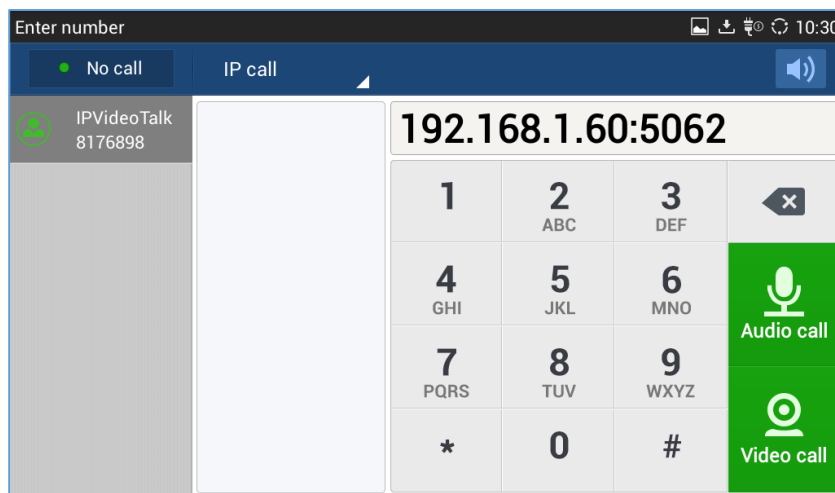 Enter number
10:30
No call
IP call
IPVideoTalk
8176898
192.168.1.60:5062
1
2
3
ABC
DEF
4
5
6
GHI
JKL
MNO
Audio call
7
8
9
PQRS
TUV
WXYZ
*
0
#
Video call